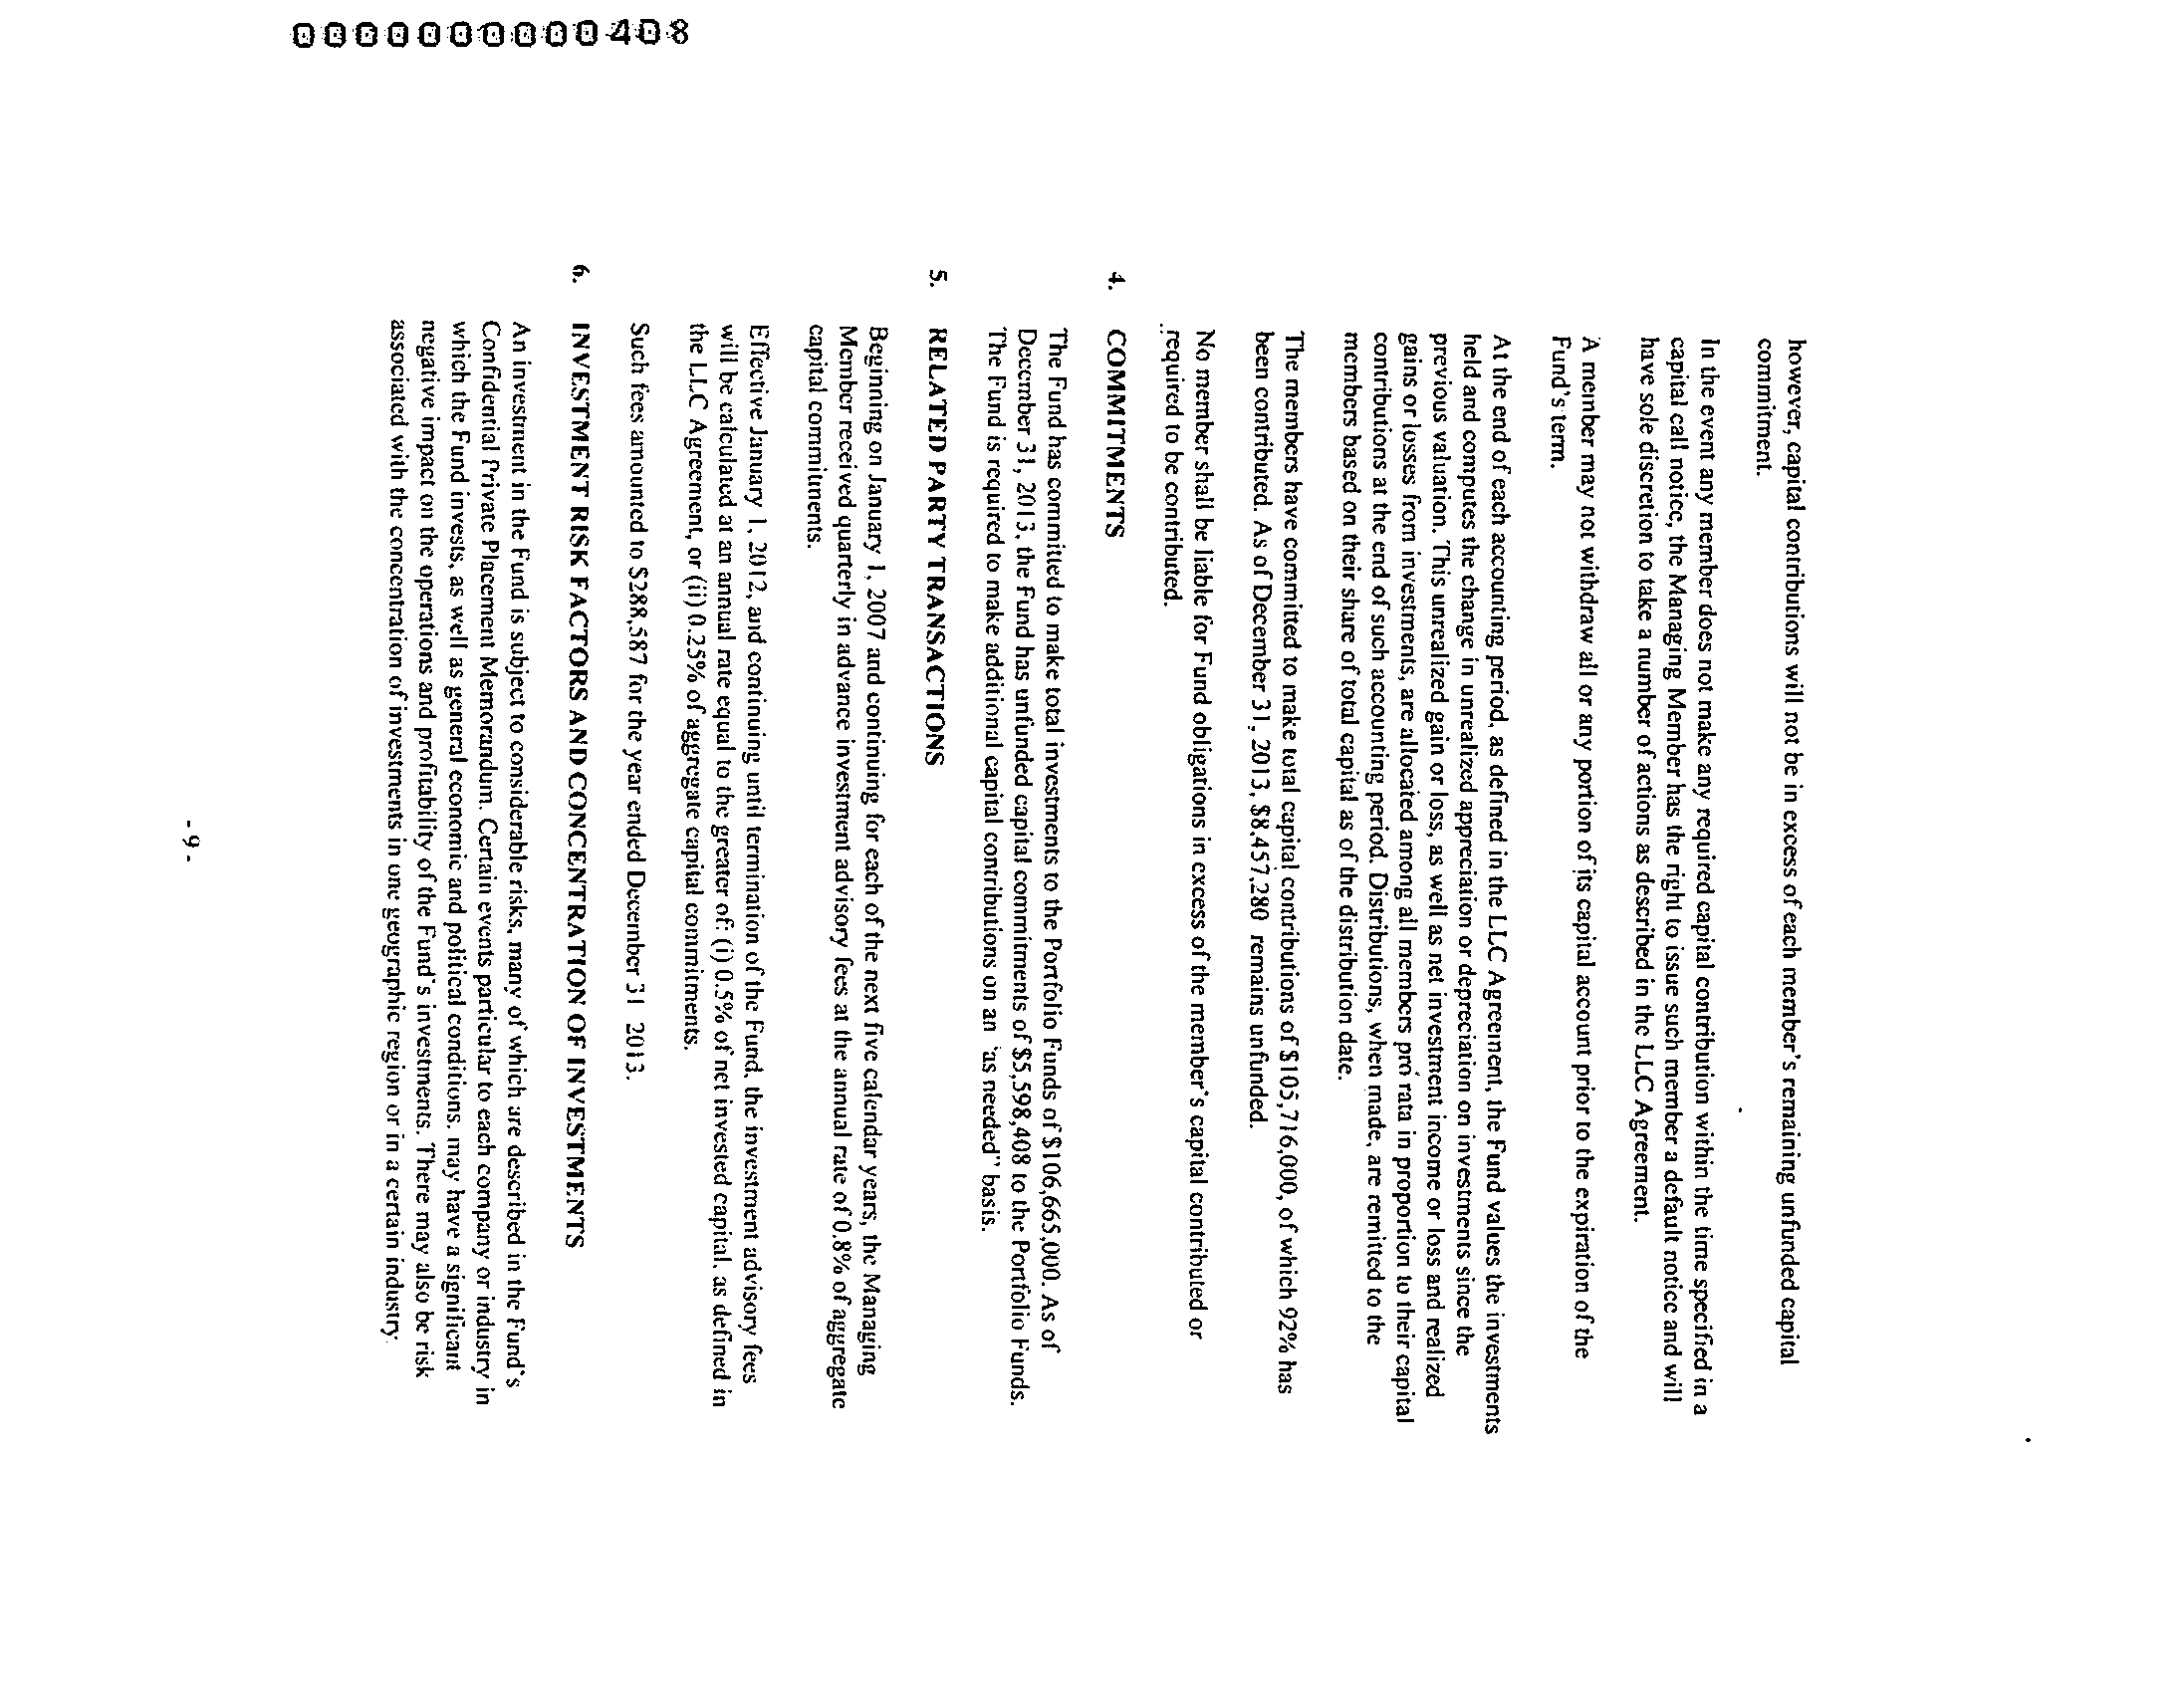 0000000000408
however, capital contributions will not be in excess of each member's remaining unfunded capital
commitment.
In the event any member does not make any required capital contribution within the time specified in a
capital call notice, the Managing Member has the right to issue such member a default notice and will
have sole discretion to take a number of actions as described in the LLC Agreement.
A member may not withdraw all or any portion of its capital account prior to the expiration of the
Fund's term.
At the end of each accounting period, as defined in the LLC Agreement, the Fund values the investments
held and computes the change in unrealized appreciation or depreciation on investments since the
previous valuation. This unrealized gain or loss, as well as net investment income or loss and realized
gains or losses from investments, are allocated among all members pro rata in proportion to their capital
contributions at the end of such accounting period. Distributions, when made, are remitted to the
members based on their share of total capital as of the distribution date.
The members have committed to make total capital contributions of $105,716,000, of which 92% has
been contributed. As of December 31, 2013, $8,457,280 remains unfunded.
No member shall be liable for Fund obligations in excess of the member's capital contributed or
required to be contributed.
4. COMMITMENTS
The Fund has committed to make total investments to the Portfolio Funds of $106,665,000. As of
December 31, 2013, the Fund has unfunded capital commitments of $5,598,408 to the Portfolio Funds.
The Fund is required to make additional capital contributions on an "as needed" basis.
5. RELATED PARTY TRANSACTIONS
Beginning on January 1, 2007 and continuing for each of the next five calendar years, the Managing
Member received quarterly in advance investment advisory fees at the annual rate of 0.8% of aggregate
capital commitments.
Effective January 1, 2012, and continuing until termination of the Fund, the investment advisory fees
will be calculated at an annual rate equal to the greater of: (i) 0.5% of net invested capital, as defined in
the LLC Agreement, or (ii) 0.25% of aggregate capital commitments.
Such fees amounted to $288,587 for the year ended December 31 2013.
6. INVESTMENT RISK FACTORS AND CONCENTRATION OF INVESTMENTS
An investment in the Fund is subject to considerable risks, many of which are described in the Fund's
Confidential Private Placement Memorandum. Certain events particular to each company or industry in
which the Fund invests, as well as general economic and political conditions, may have a significant
negative impact on the operations and profitability of the Fund's investments. There may also be risk
associated with the concentration of investments in one geographic region or in a certain industry.
- 9 -